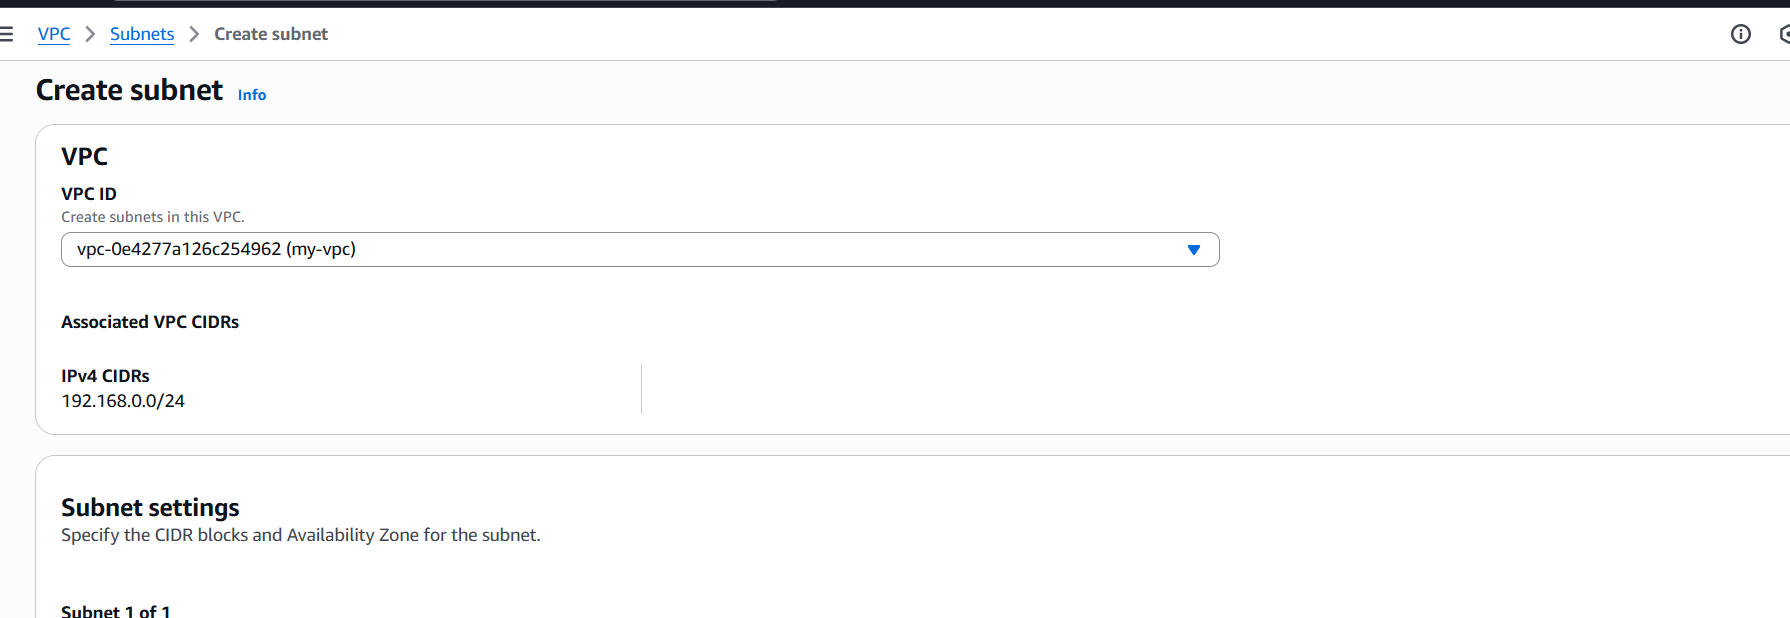 VPC > Subnets > Create subnet
Create subnet Info
VPC
VPC ID
Create subnets in this VPC.
vpc-0e4277a126c254962 (my-vpc)
Associated VPC CIDRs
IPv4 CIDRs
192.168.0.0/24
Subnet settings
Specify the CIDR blocks and Availability Zone for the subnet.
Subnet 1 of 1